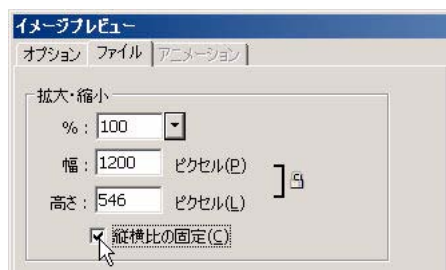 イメージプレビュー
オプション ファイル アニメーション
拡大・縮小
%: 100
幅: 1200 ピクセル(P)
高さ: 546 ピクセル(L)
縦横比の固定(C)